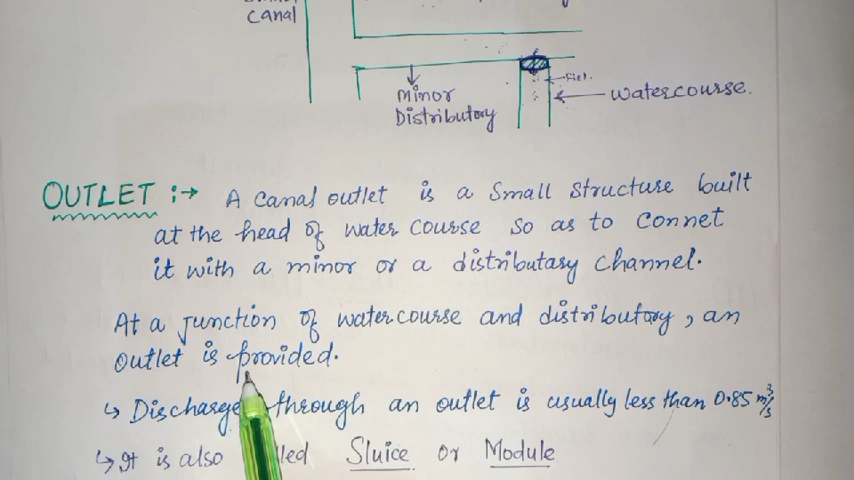 Canal
Minor
Distributory
Watercourse.
OUTLET :→ A Canal outlet is a Small Structure built
at the head of water course so as to Connet
it with a minor or a distributary Channel.
At a junction of watercourse and distributory, an
Outlet is provided.
↳ Discharge through an outlet is usually less than 0.85 m³/s
↳ It is also Sluice or Module